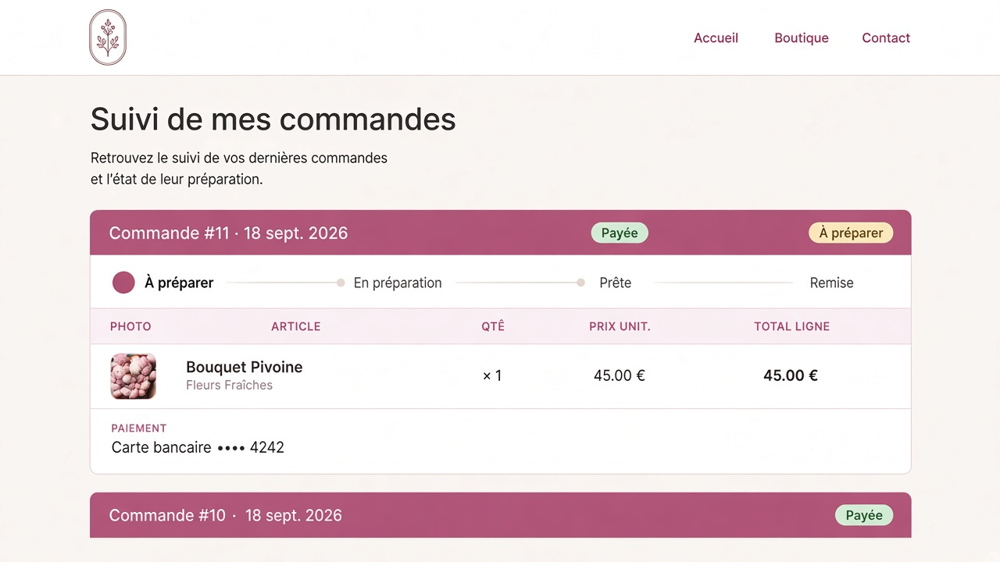 Accueil Boutique Contact
Suivi de mes commandes
Retrouvez le suivi de vos dernières commandes
et l'état de leur préparation.
Commande #11 · 18 sept. 2026 Payée À préparer
À préparer En préparation Prête Remise
PHOTO ARTICLE QTÊ PRIX UNIT. TOTAL LIGNE
Bouquet Pivoine
Fleurs Fraîches
× 1 45.00 € 45.00 €
PAIEMENT
Carte bancaire •••• 4242
Commande #10 · 18 sept. 2026 Payée